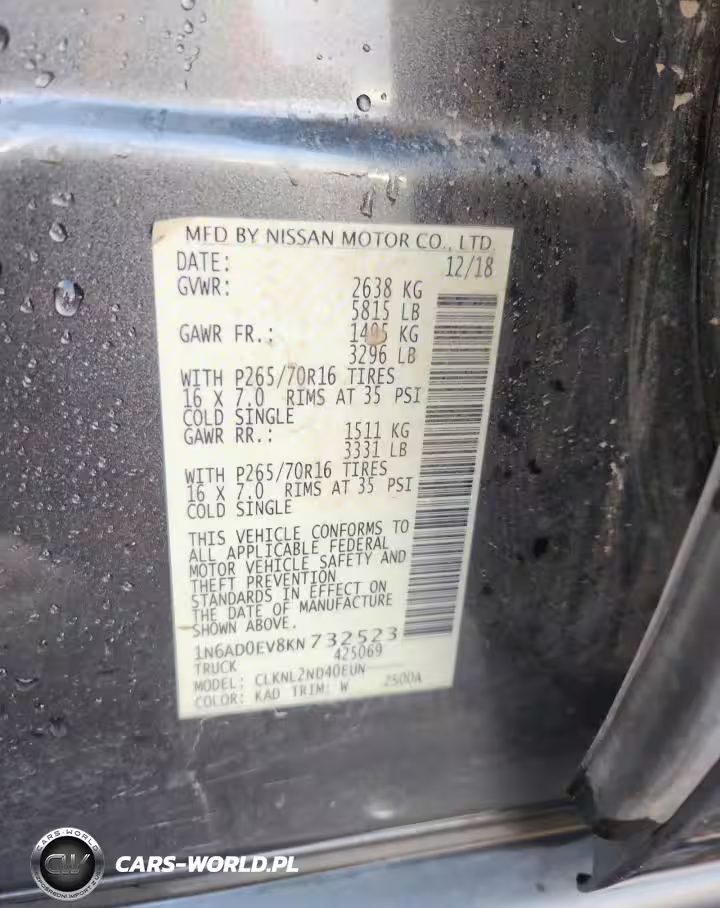 MFD BY NISSAN MOTOR CO., LTD.
DATE: 12/18
GVWR: 2638 KG
5815 LB
GAWR FR.: 1495 KG
3296 LB
WITH P265/70R16 TIRES
16 X 7.0 RIMS AT 35 PSI
COLD SINGLE
GAWR RR.: 1511 KG
3331 LB
WITH P265/70R16 TIRES
16 X 7.0 RIMS AT 35 PSI
COLD SINGLE
THIS VEHICLE CONFORMS TO
ALL APPLICABLE FEDERAL
MOTOR VEHICLE SAFETY AND
THEFT PREVENTION
STANDARDS IN EFFECT ON
THE DATE OF MANUFACTURE
SHOWN ABOVE.
1N6AD0EV8KN732523
TRUCK 425069
MODEL: CLKNL2ND40EUN
COLOR: KAD TRIM: W 2500A
CARS-WORLD
CW
CARS-WORLD.PL